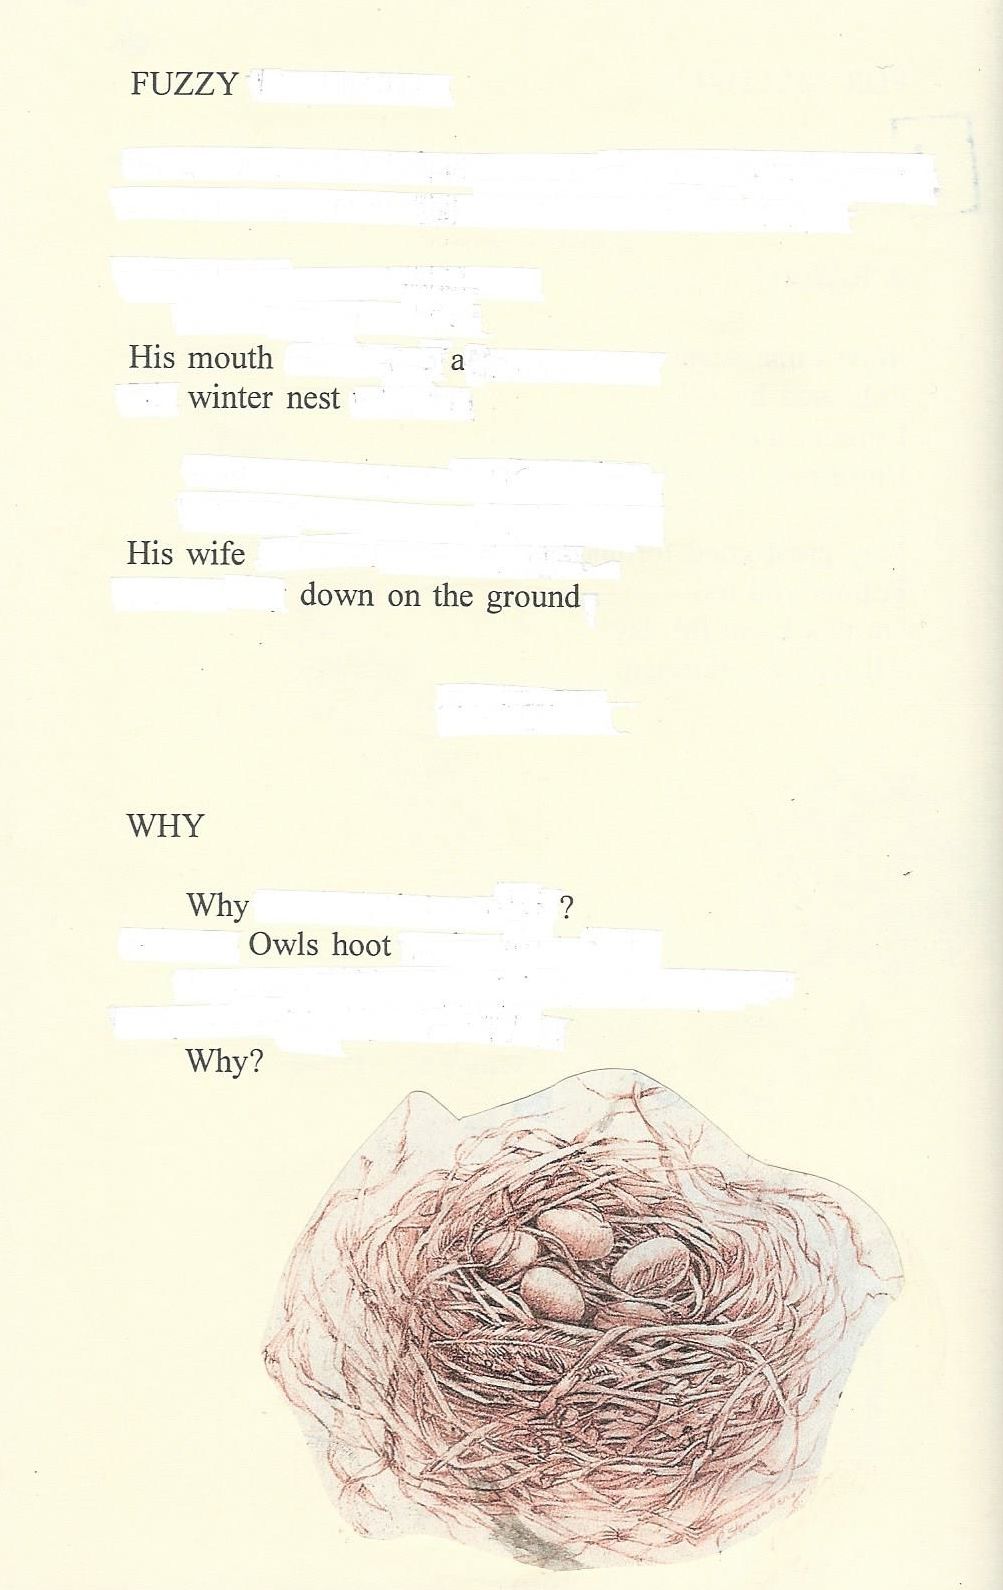 FUZZY
His mouth a
winter nest
His wife
down on the ground
WHY
Why ?
Owls hoot
Why?